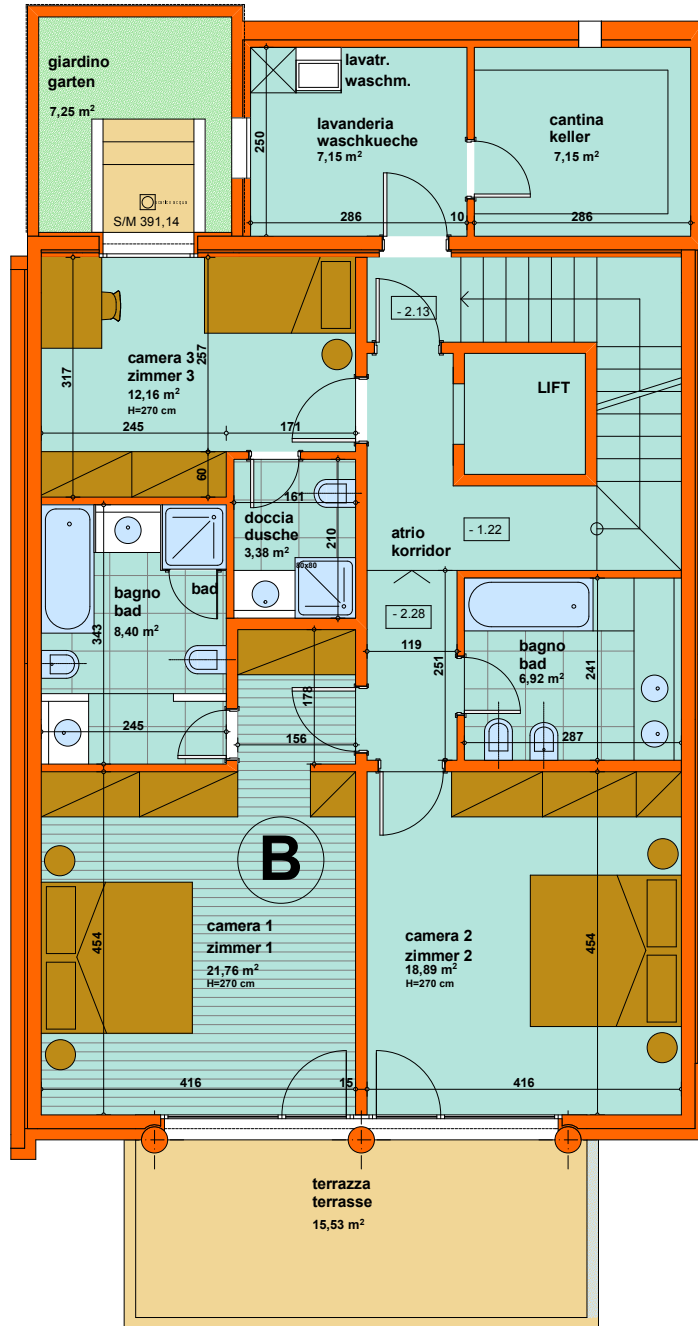 giardino
garten
7,25 m²
scarico acqua
S/M 391,14
lavatr.
waschm.
lavanderia
waschkueche
7,15 m²
250
286
10
cantina
keller
7,15 m²
286
- 2.13
camera 3
zimmer 3
12,16 m²
H=270 cm
317
257
245
171
60
LIFT
161
doccia
dusche
3,38 m²
210
80x80
atrio
korridor
- 1.22
- 2.28
bagno
bad
8,40 m²
bad
343
245
178
156
119
251
bagno
bad
6,92 m²
241
287
B
camera 1
zimmer 1
21,76 m²
H=270 cm
454
416
15
camera 2
zimmer 2
18,89 m²
H=270 cm
454
416
terrazza
terrasse
15,53 m²